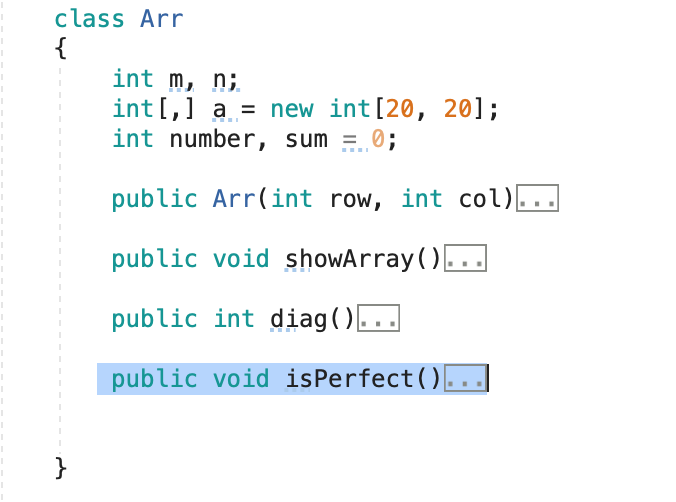 class Arr
{
int m, n;
int[,] a = new int[20, 20];
int number, sum = 0;
public Arr(int row, int col)...
public void showArray()...
public int diag()...
public void isPerfect()...
}